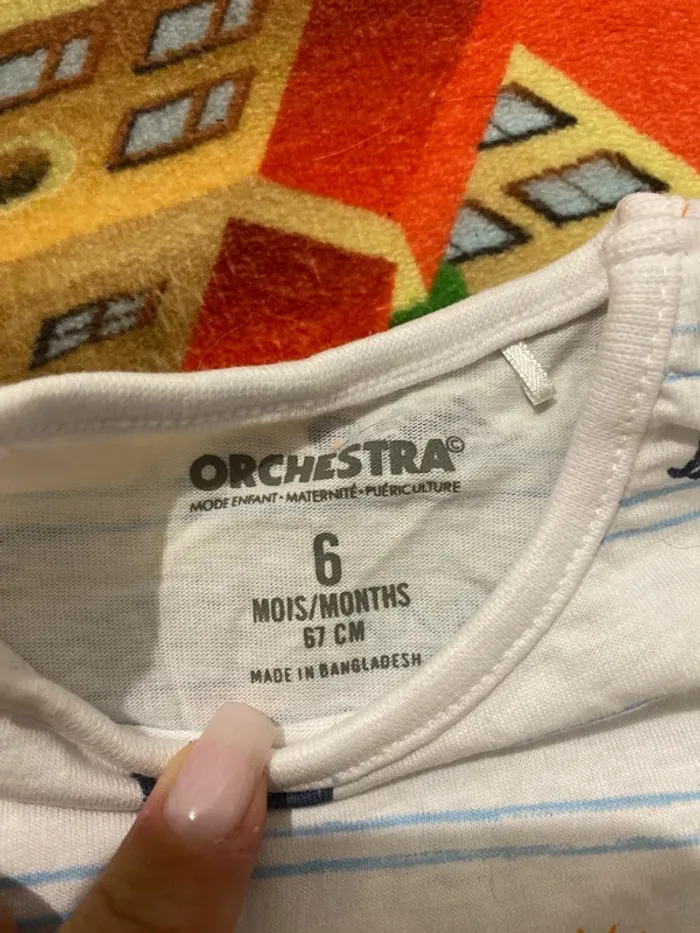 ORCHESTRA©
MODE ENFANT • MATERNITÉ • PUÉRICULTURE
6
MOIS/MONTHS
67 CM
MADE IN BANGLADESH